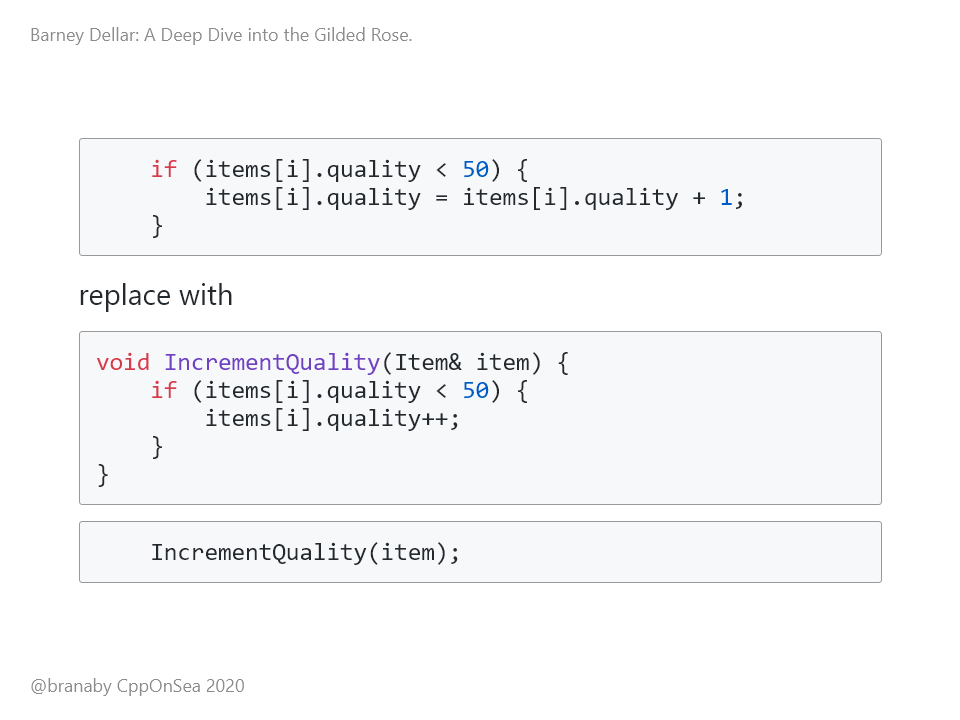 Barney Dellar: A Deep Dive into the Gilded Rose.
if (items[i].quality < 50) {
items[i].quality = items[i].quality + 1;
}
replace with
void IncrementQuality(Item& item) {
if (items[i].quality < 50) {
items[i].quality++;
}
}
IncrementQuality(item);
@branaby CppOnSea 2020